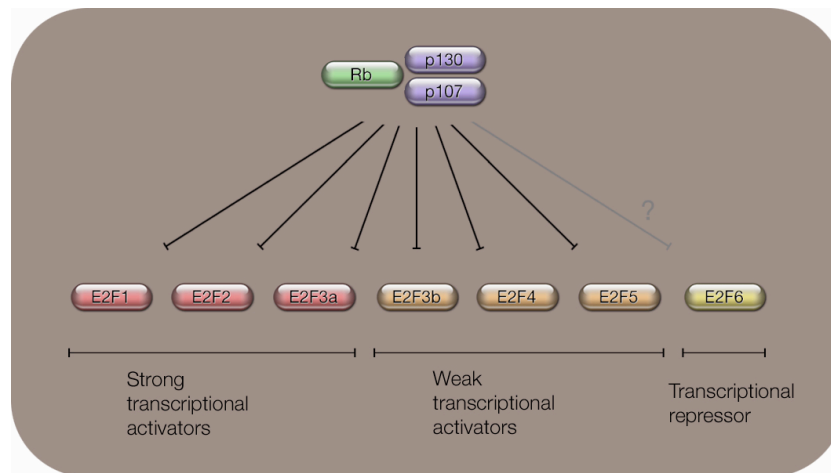 Rb
p130
p107
?
E2F1
E2F2
E2F3a
E2F3b
E2F4
E2F5
E2F6
Strong
transcriptional
activators
Weak
transcriptional
activators
Transcriptional
repressor